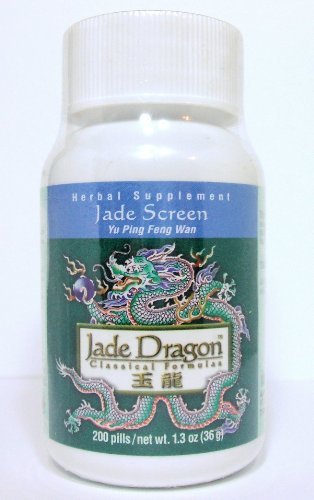 Herbal Supplement
Jade Screen
Yu Ping Feng Wan
Jade Dragon™
Classical Formulas
玉龍
200 pills/net wt. 1.3 oz (36 g)